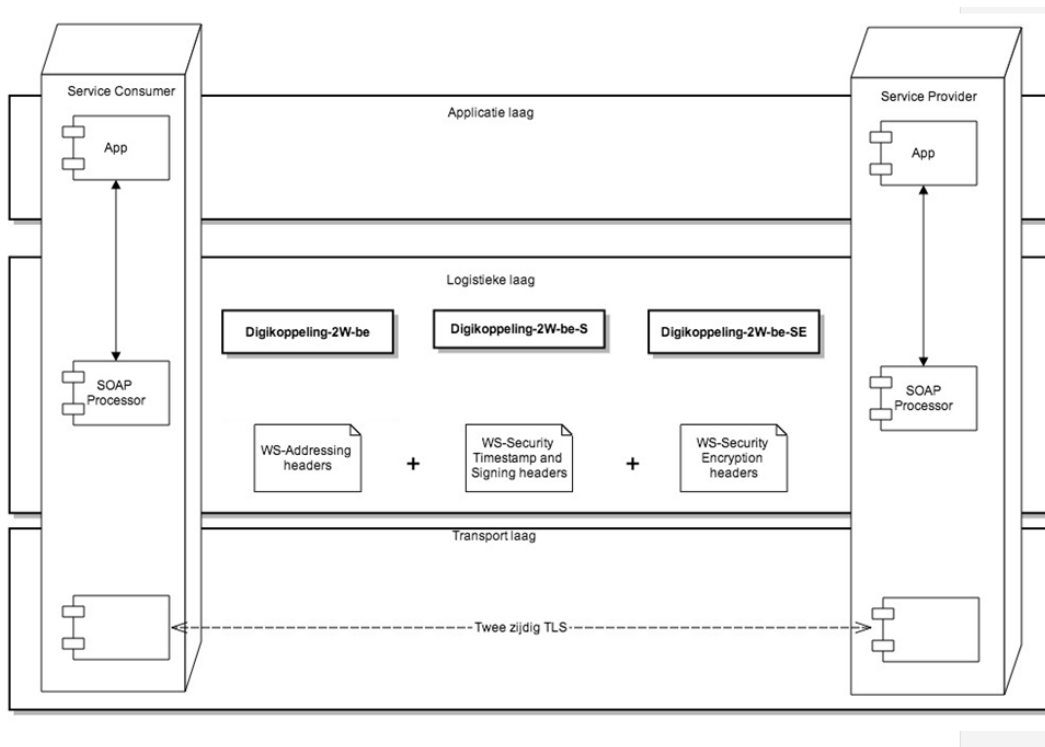 Service Consumer
Service Provider
Applicatie laag
App
App
Logistieke laag
Digikoppeling-2W-be
Digikoppeling-2W-be-S
Digikoppeling-2W-be-SE
SOAP
Processor
SOAP
Processor
WS-Addressing
headers
+
WS-Security
Timestamp and
Signing headers
+
WS-Security
Encryption
headers
Transport laag
Twee zijdig TLS